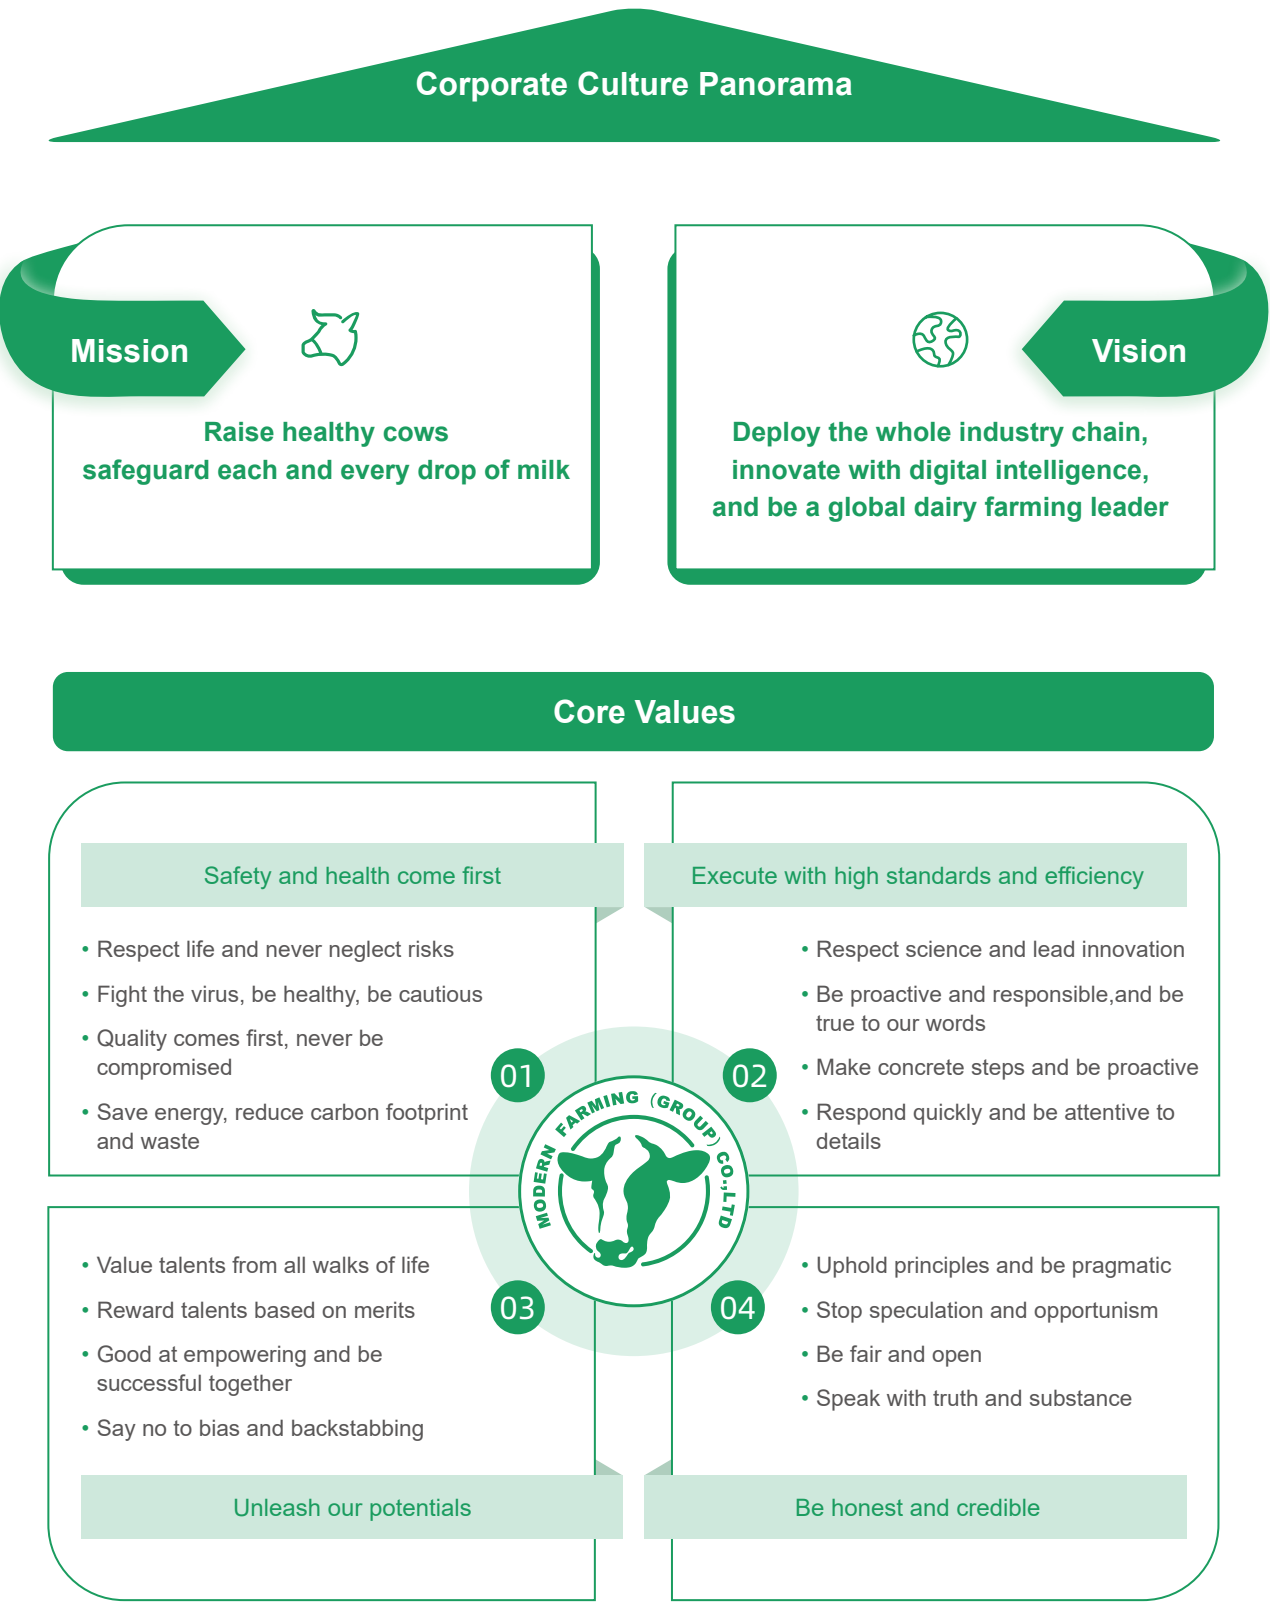 Corporate Culture Panorama
Mission
Raise healthy cows
safeguard each and every drop of milk
Vision
Deploy the whole industry chain,
innovate with digital intelligence,
and be a global dairy farming leader
Core Values
Safety and health come first
• Respect life and never neglect risks
• Fight the virus, be healthy, be cautious
• Quality comes first, never be
compromised
• Save energy, reduce carbon footprint
and waste
01
Execute with high standards and efficiency
• Respect science and lead innovation
• Be proactive and responsible,and be
true to our words
• Make concrete steps and be proactive
• Respond quickly and be attentive to
details
02
MODERN FARMING (GROUP) CO.,LTD
03
• Value talents from all walks of life
• Reward talents based on merits
• Good at empowering and be
successful together
• Say no to bias and backstabbing
Unleash our potentials
04
• Uphold principles and be pragmatic
• Stop speculation and opportunism
• Be fair and open
• Speak with truth and substance
Be honest and credible